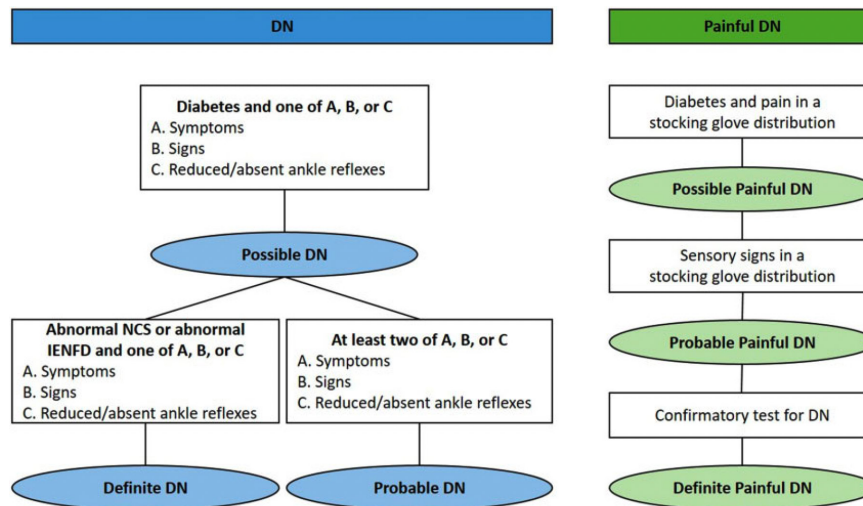 DN
Diabetes and one of A, B, or C
A. Symptoms
B. Signs
C. Reduced/absent ankle reflexes
Possible DN
Abnormal NCS or abnormal
IENFD and one of A, B, or C
A. Symptoms
B. Signs
C. Reduced/absent ankle reflexes
Definite DN
At least two of A, B, or C
A. Symptoms
B. Signs
C. Reduced/absent ankle reflexes
Probable DN
Painful DN
Diabetes and pain in a
stocking glove distribution
Possible Painful DN
Sensory signs in a
stocking glove distribution
Probable Painful DN
Confirmatory test for DN
Definite Painful DN